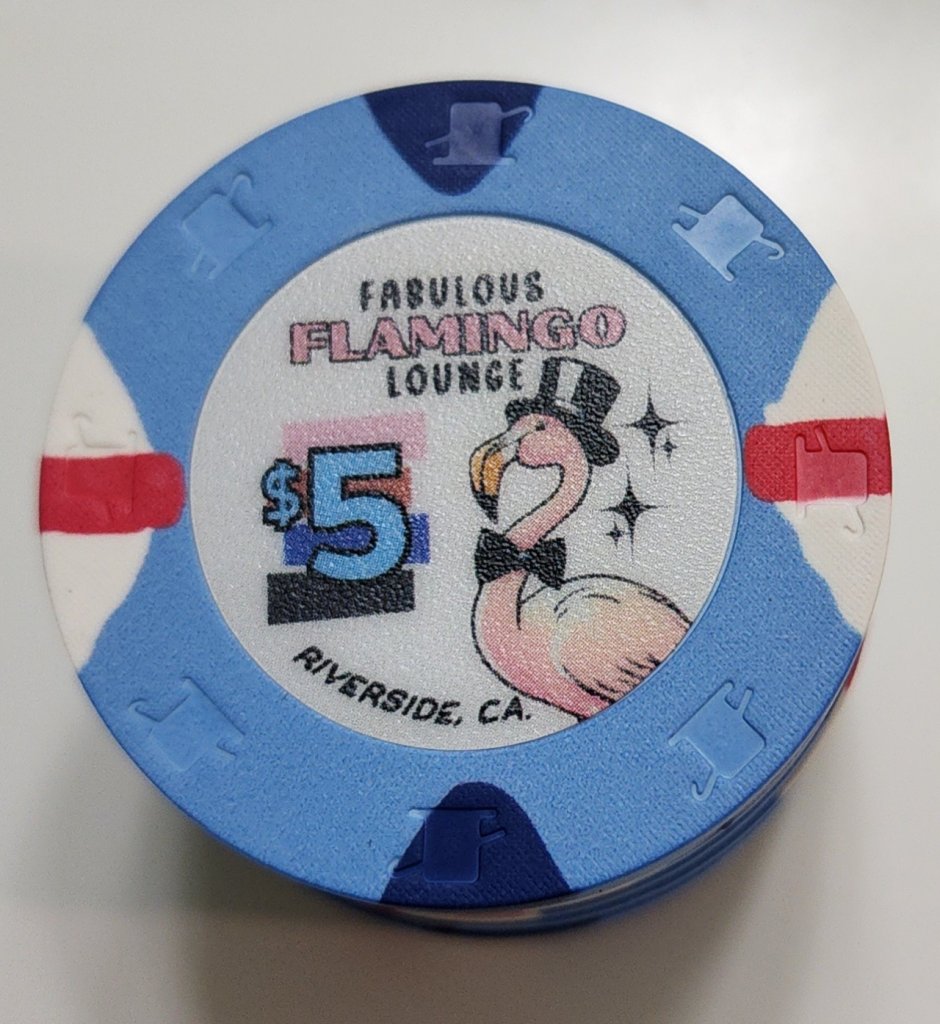 FABULOUS
FLAMINGO
LOUNGE
$5
RIVERSIDE, CA.